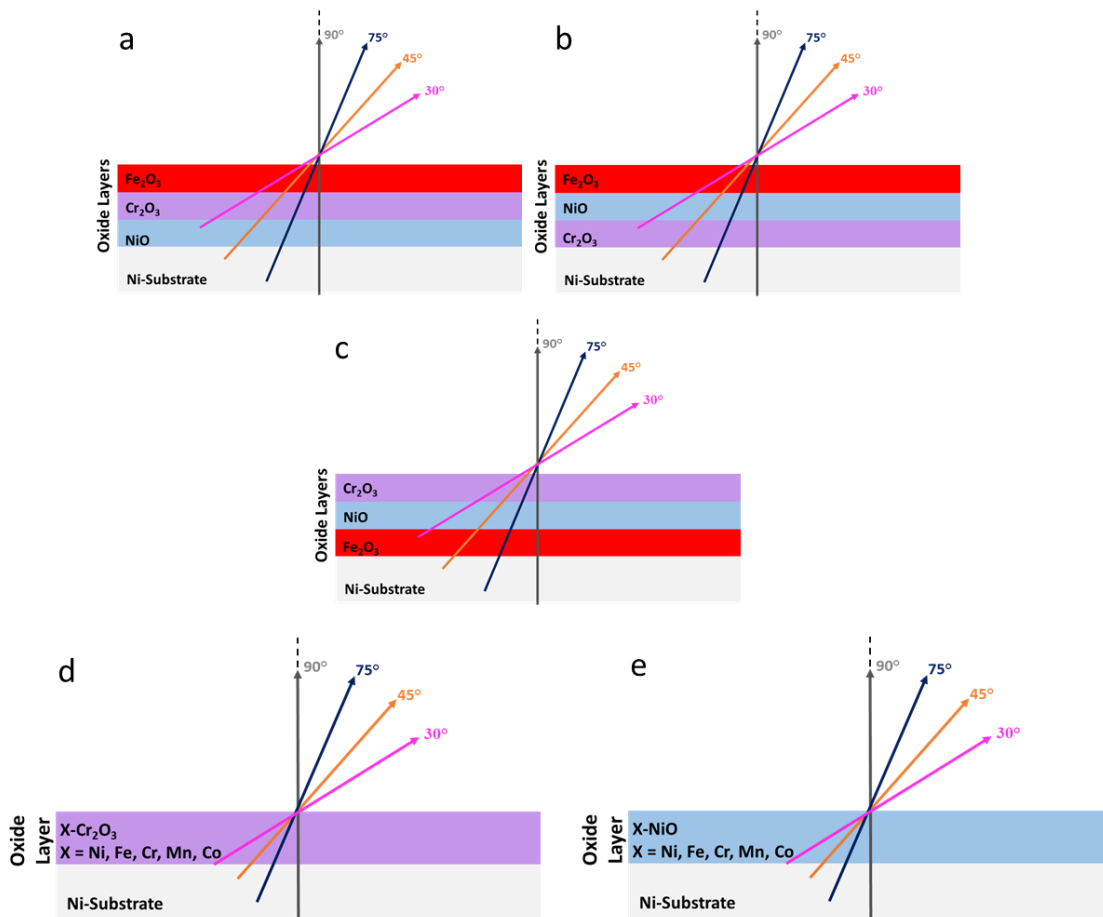 a
90°
75°
45°
30°
Oxide Layers
Fe₂O₃
Cr₂O₃
NiO
Ni-Substrate
b
90°
75°
45°
30°
Oxide Layers
Fe₂O₃
NiO
Cr₂O₃
Ni-Substrate
c
90°
75°
45°
30°
Oxide Layers
Cr₂O₃
NiO
Fe₂O₃
Ni-Substrate
d
90°
75°
45°
30°
Oxide
Layer
X-Cr₂O₃
X = Ni, Fe, Cr, Mn, Co
Ni-Substrate
e
90°
75°
45°
30°
Oxide
Layer
X-NiO
X = Ni, Fe, Cr, Mn, Co
Ni-Substrate